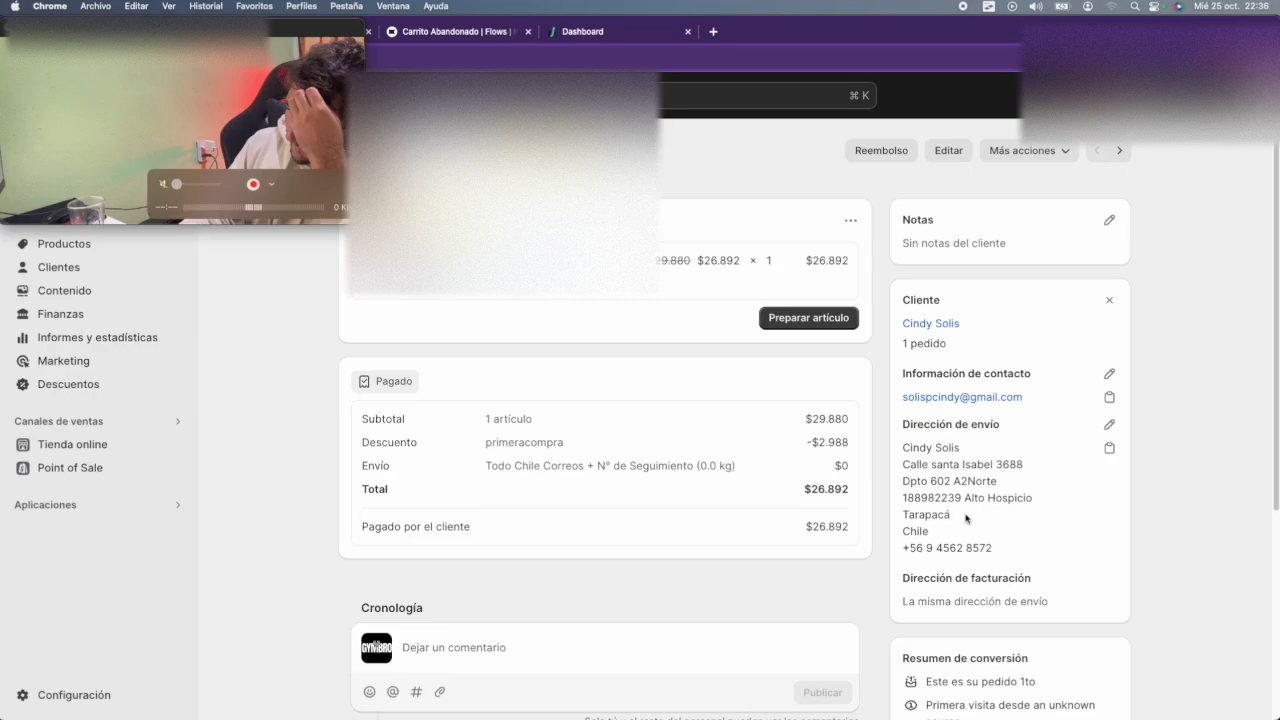 Chrome Archivo Editar Ver Historial Favoritos Perfiles Pestaña Ventana Ayuda Mié 26 oct. 22:36
Carrito Abandonado | Flows | Dashboard
⌘ K
Reembolso Editar Más acciones
Productos
Clientes
Contenido
Finanzas
Informes y estadísticas
Marketing
Descuentos
Canales de ventas
Tienda online
Point of Sale
Aplicaciones
Configuración
29.880 $26.892 × 1 $26.892
Preparar artículo
Pagado
Subtotal 1 artículo $29.880
Descuento primeracompra -$2.988
Envío Todo Chile Correos + N° de Seguimiento (0.0 kg) $0
Total $26.892
Pagado por el cliente $26.892
Cronología
GYMBRO
Dejar un comentario
Publicar
Notas
Sin notas del cliente
Cliente
Cindy Solis
1 pedido
Información de contacto
solispcindy@gmail.com
Dirección de envío
Cindy Solis
Calle santa Isabel 3688
Dpto 602 A2Norte
188982239 Alto Hospicio
Tarapacá
Chile
+56 9 4562 8572
Dirección de facturación
La misma dirección de envío
Resumen de conversión
Este es su pedido 1to
Primera visita desde an unknown